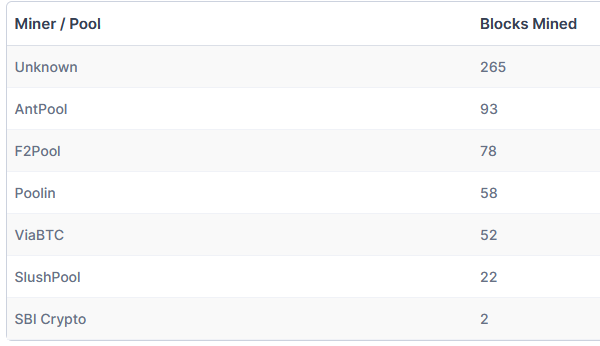 Miner / Pool Blocks Mined
Unknown 265
AntPool 93
F2Pool 78
Poolin 58
ViaBTC 52
SlushPool 22
SBI Crypto 2